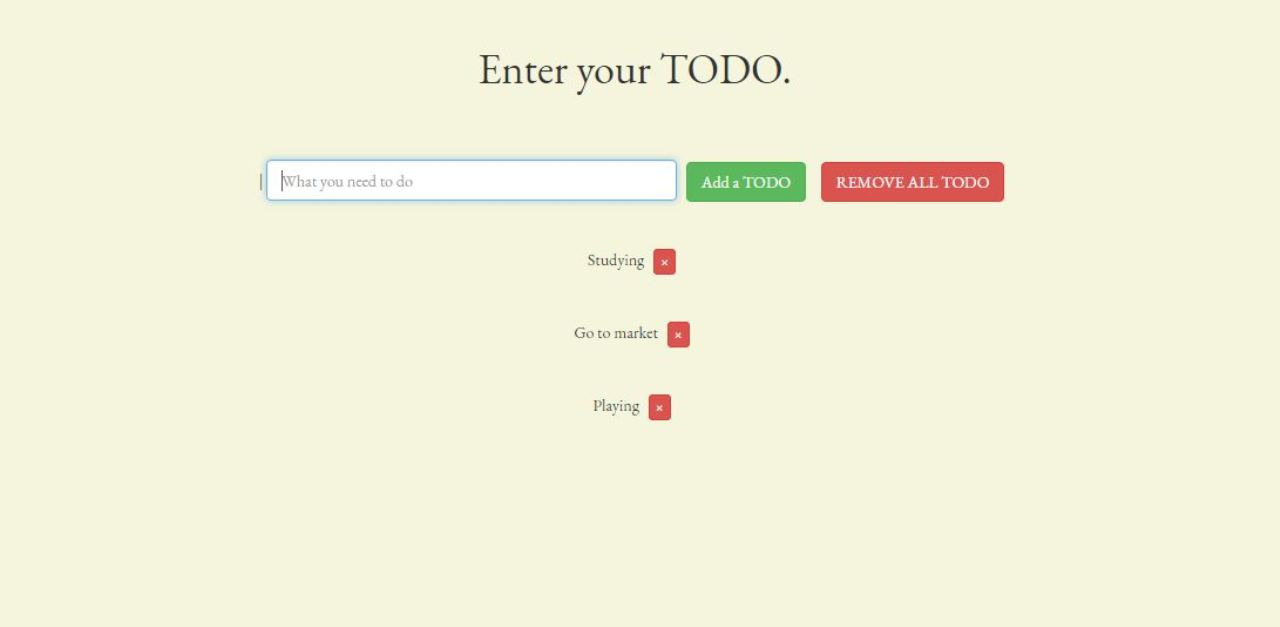 Enter your TODO.
What you need to do Add a TODO REMOVE ALL TODO
Studying ×
Go to market ×
Playing ×